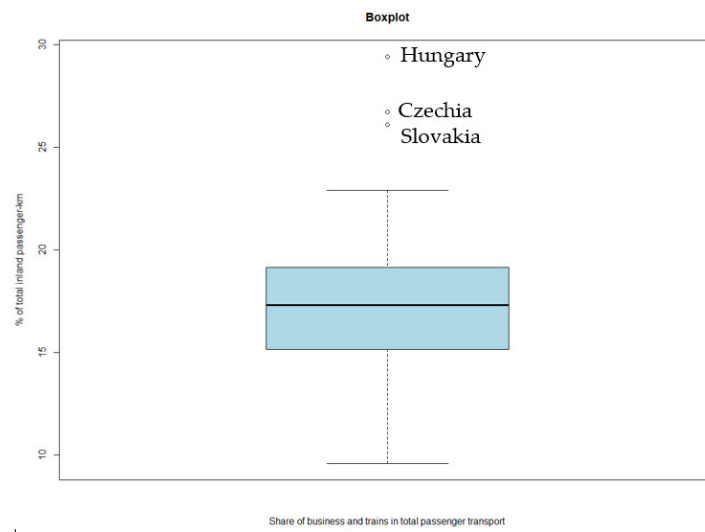 Boxplot
30
Hungary
Czechia
Slovakia
25
20
15
10
% of total inland passenger-km
Share of business and trains in total passenger transport